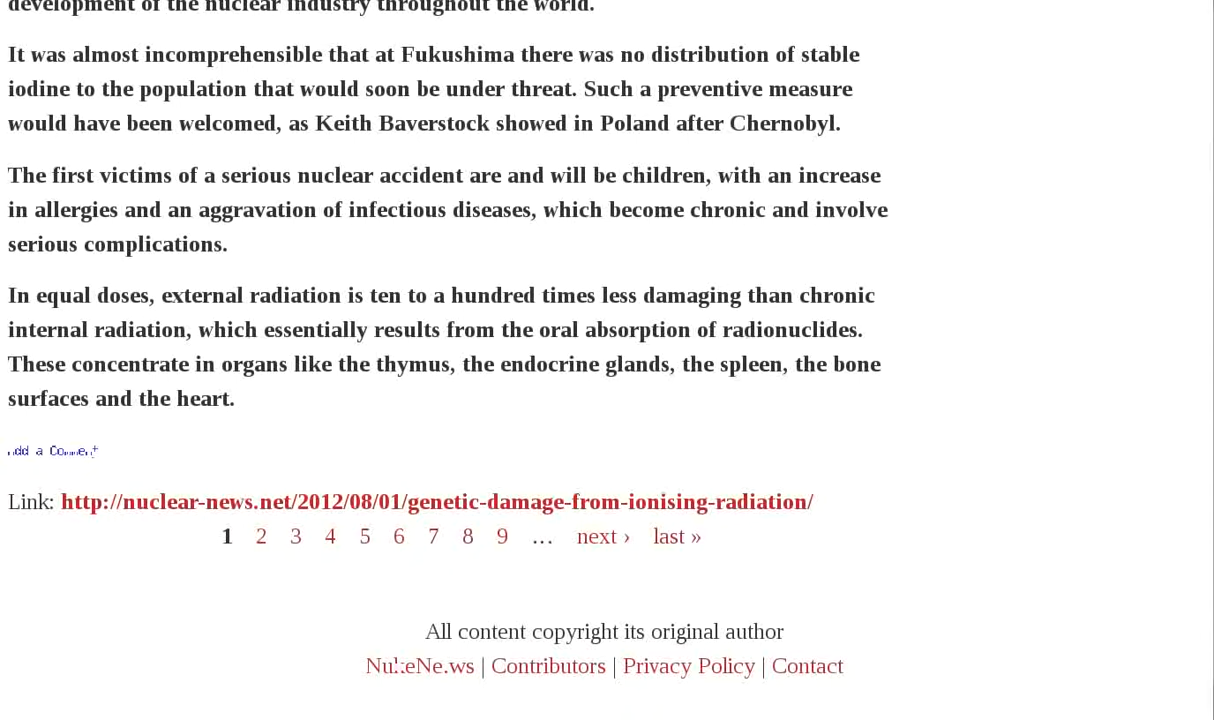 development of the nuclear industry throughout the world.
It was almost incomprehensible that at Fukushima there was no distribution of stable
iodine to the population that would soon be under threat. Such a preventive measure
would have been welcomed, as Keith Baverstock showed in Poland after Chernobyl.
The first victims of a serious nuclear accident are and will be children, with an increase
in allergies and an aggravation of infectious diseases, which become chronic and involve
serious complications.
In equal doses, external radiation is ten to a hundred times less damaging than chronic
internal radiation, which essentially results from the oral absorption of radionuclides.
These concentrate in organs like the thymus, the endocrine glands, the spleen, the bone
surfaces and the heart.
Add a Comment
Link: http://nuclear-news.net/2012/08/01/genetic-damage-from-ionising-radiation/
1 2 3 4 5 6 7 8 9 … next › last »
All content copyright its original author
NukeNe.ws | Contributors | Privacy Policy | Contact